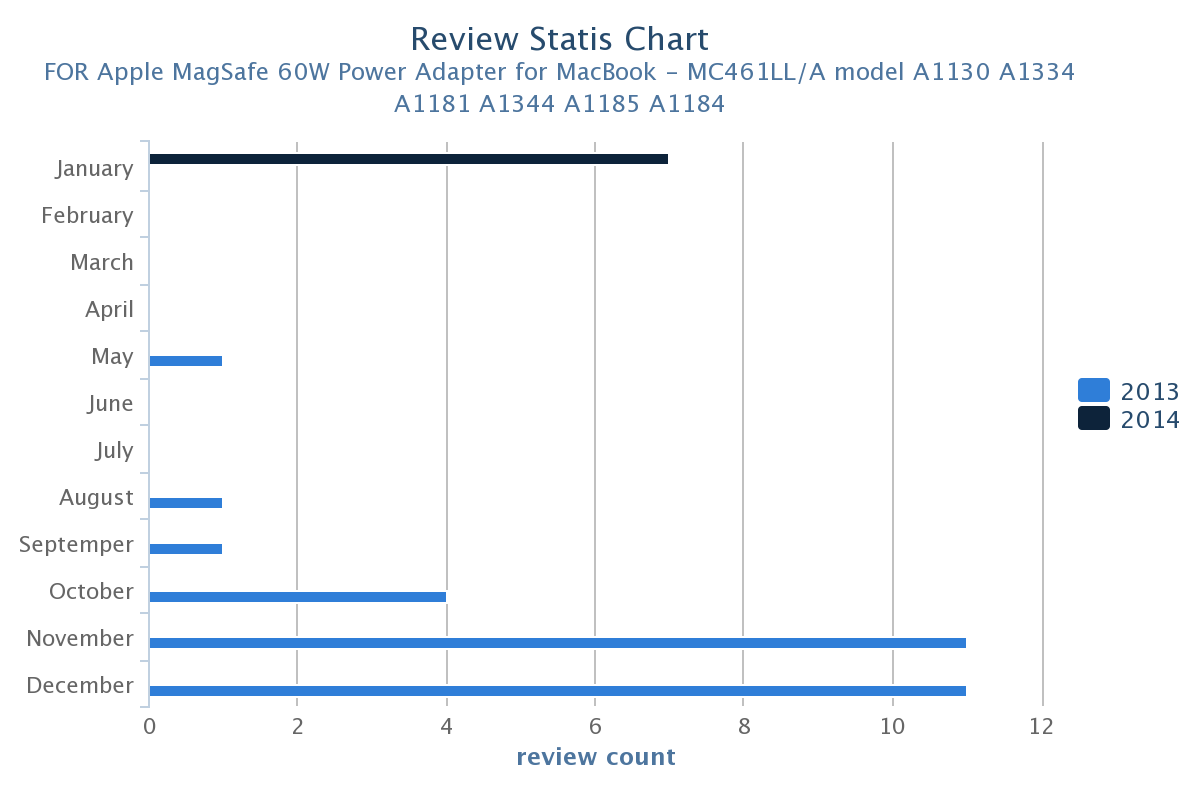 Review Statis Chart
FOR Apple MagSafe 60W Power Adapter for MacBook – MC461LL/A model A1130 A1334
A1181 A1344 A1185 A1184
January
February
March
April
May
June
July
August
Septemper
October
November
December
0 2 4 6 8 10 12
review count
2013
2014